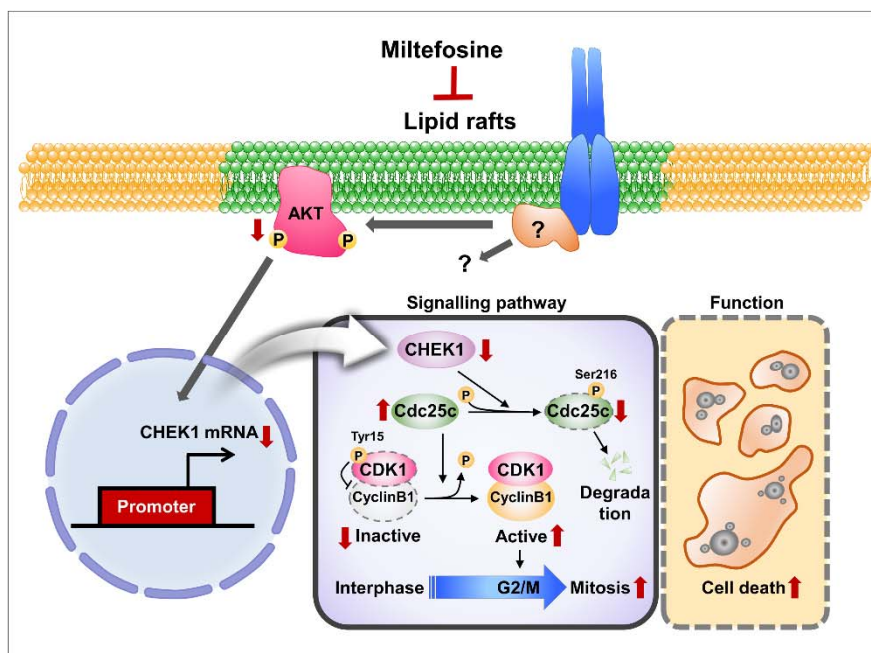 Miltefosine
Lipid rafts
AKT
P
P
?
?
Signalling pathway
Function
CHEK1
Ser216
P
P
Cdc25c
Cdc25c
CHEK1 mRNA
Tyr15
P
P
CDK1
CDK1
CyclinB1
CyclinB1
Degrada
tion
Promoter
Inactive
Active
Interphase
G2/M
Mitosis
Cell death